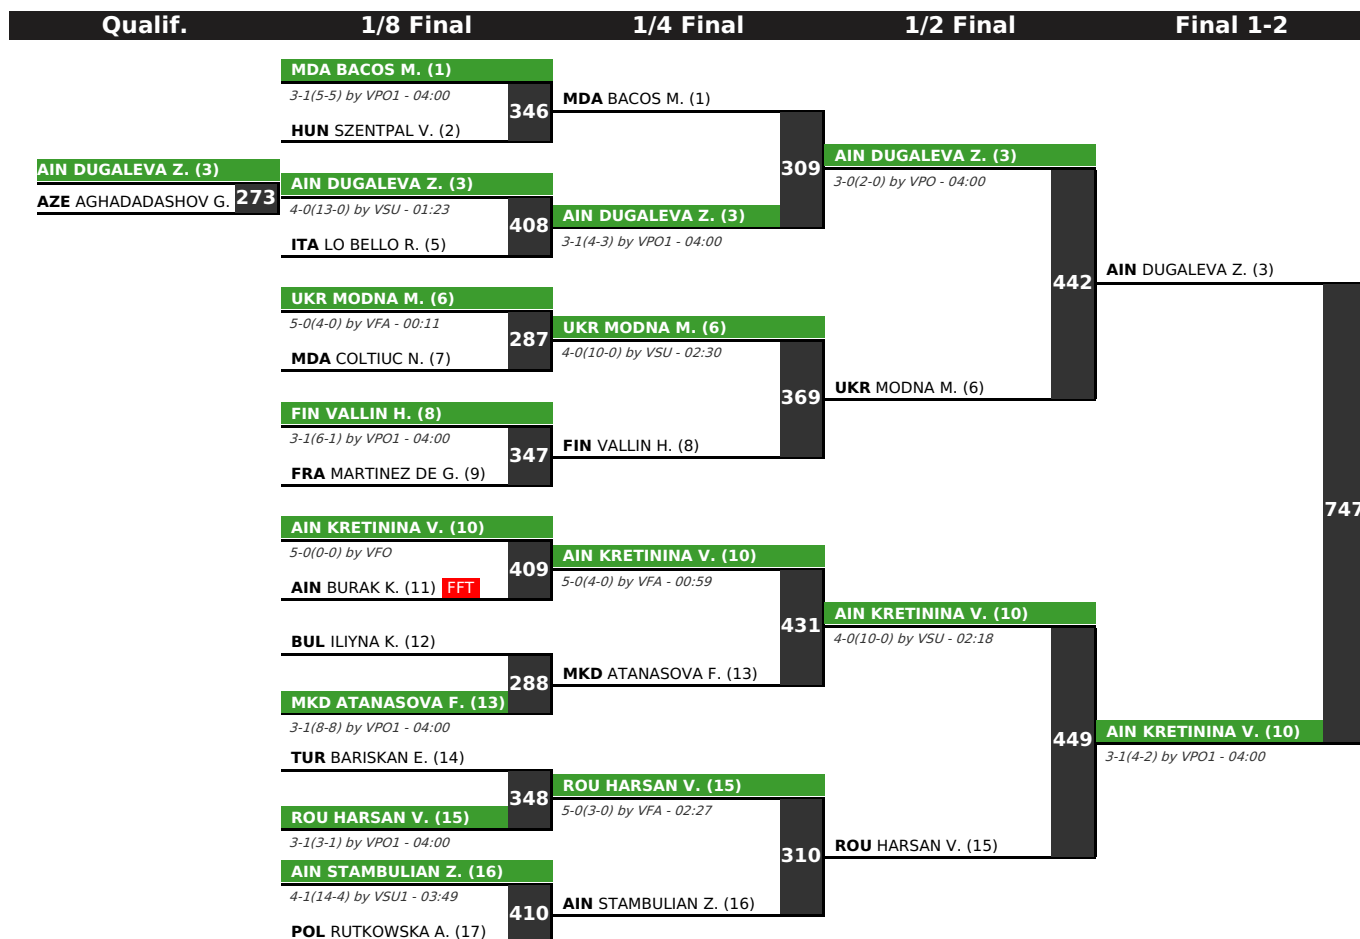 Qualif.
1/8 Final
1/4 Final
1/2 Final
Final 1-2
AIN DUGALEVA Z. (3)
AZE AGHADADASHOV G.
273
MDA BACOS M. (1)
3-1(5-5) by VPO1 - 04:00
346
HUN SZENTPAL V. (2)
AIN DUGALEVA Z. (3)
4-0(13-0) by VSU - 01:23
408
ITA LO BELLO R. (5)
UKR MODNA M. (6)
5-0(4-0) by VFA - 00:11
287
MDA COLTIUC N. (7)
FIN VALLIN H. (8)
3-1(6-1) by VPO1 - 04:00
347
FRA MARTINEZ DE G. (9)
AIN KRETININA V. (10)
5-0(0-0) by VFO
409
AIN BURAK K. (11) FFT
BUL ILIYNA K. (12)
288
MKD ATANASOVA F. (13)
3-1(8-8) by VPO1 - 04:00
TUR BARISKAN E. (14)
348
ROU HARSAN V. (15)
3-1(3-1) by VPO1 - 04:00
AIN STAMBULIAN Z. (16)
4-1(14-4) by VSU1 - 03:49
410
POL RUTKOWSKA A. (17)
MDA BACOS M. (1)
309
AIN DUGALEVA Z. (3)
3-1(4-3) by VPO1 - 04:00
UKR MODNA M. (6)
4-0(10-0) by VSU - 02:30
369
FIN VALLIN H. (8)
AIN KRETININA V. (10)
5-0(4-0) by VFA - 00:59
431
MKD ATANASOVA F. (13)
ROU HARSAN V. (15)
5-0(3-0) by VFA - 02:27
310
AIN STAMBULIAN Z. (16)
AIN DUGALEVA Z. (3)
3-0(2-0) by VPO - 04:00
442
UKR MODNA M. (6)
AIN KRETININA V. (10)
4-0(10-0) by VSU - 02:18
449
ROU HARSAN V. (15)
AIN DUGALEVA Z. (3)
747
AIN KRETININA V. (10)
3-1(4-2) by VPO1 - 04:00